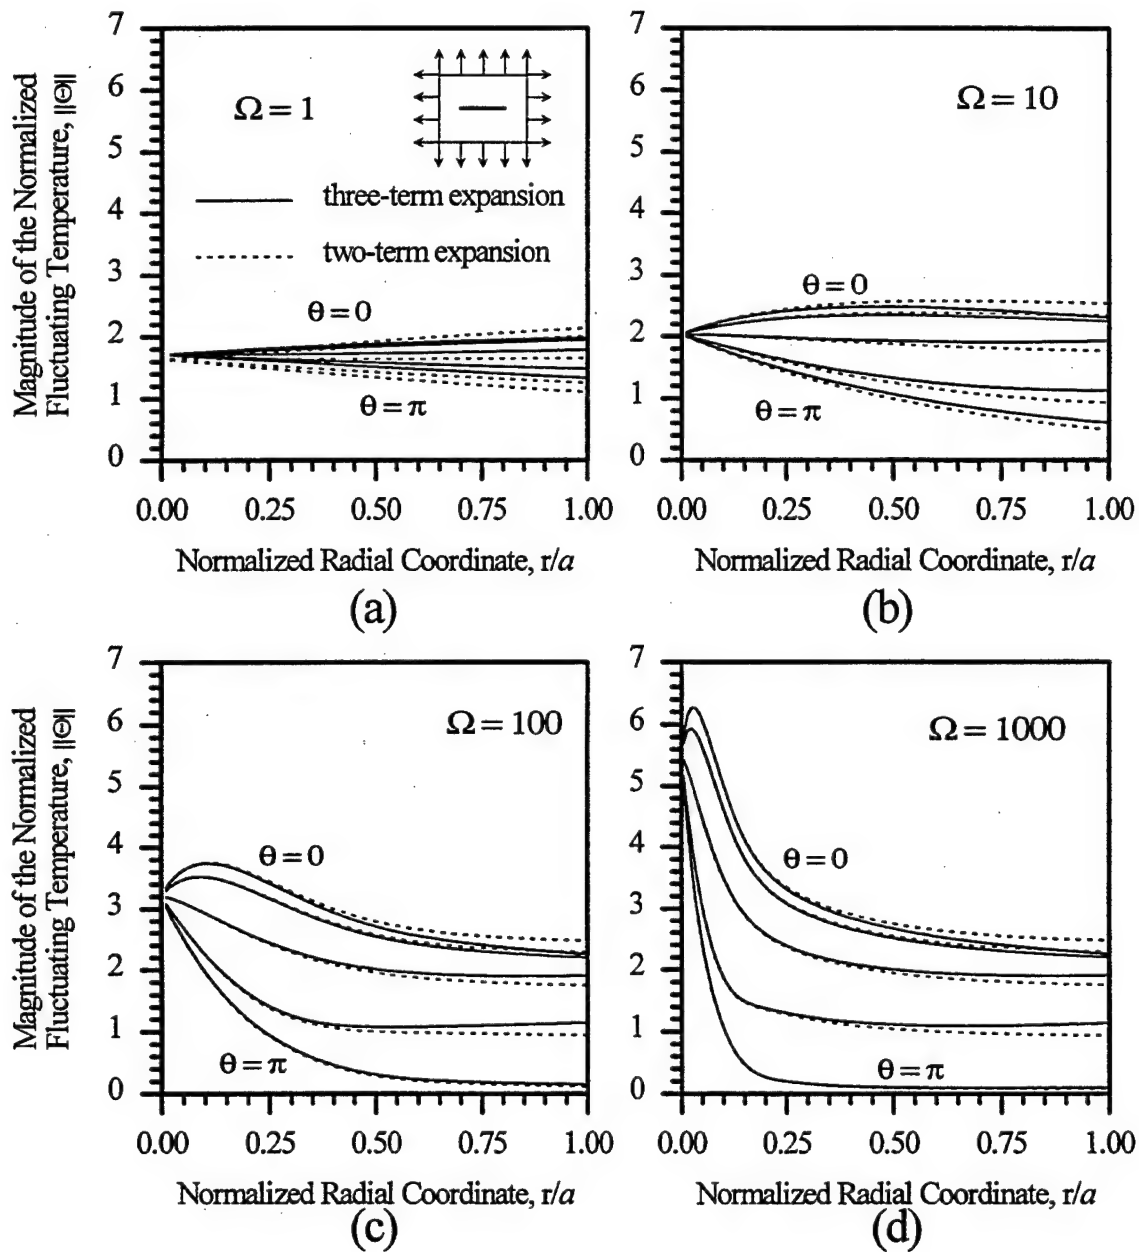 Magnitude of the Normalized
Fluctuating Temperature, ||Θ||
7
6
5
4
3
2
1
0
Ω = 1
three-term expansion
two-term expansion
θ = 0
θ = π
0.00 0.25 0.50 0.75 1.00
Normalized Radial Coordinate, r/a
(a)
7
6
5
4
3
2
1
0
Ω = 10
θ = 0
θ = π
0.00 0.25 0.50 0.75 1.00
Normalized Radial Coordinate, r/a
(b)
Magnitude of the Normalized
Fluctuating Temperature, ||Θ||
7
6
5
4
3
2
1
0
Ω = 100
θ = 0
θ = π
0.00 0.25 0.50 0.75 1.00
Normalized Radial Coordinate, r/a
(c)
7
6
5
4
3
2
1
0
Ω = 1000
θ = 0
θ = π
0.00 0.25 0.50 0.75 1.00
Normalized Radial Coordinate, r/a
(d)